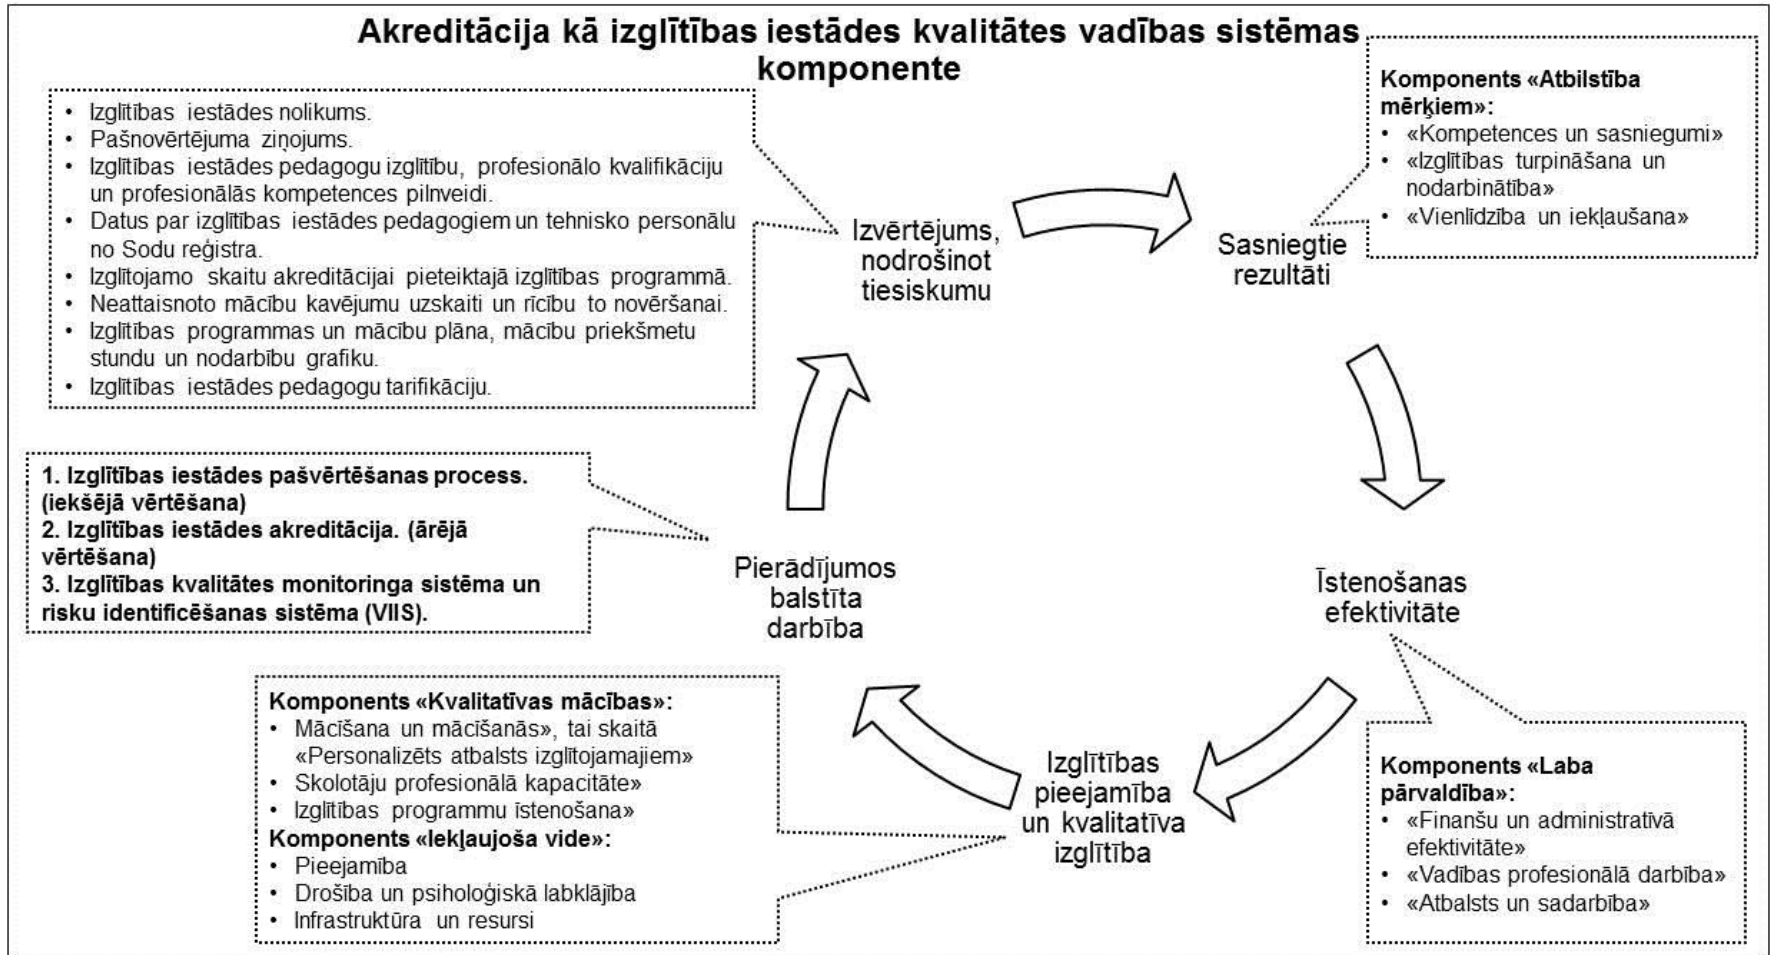 Akreditācija kā izglītības iestādes kvalitātes vadības sistēmas
komponente
• Izglītības iestādes nolikums.
• Pašnovērtējuma ziņojums.
• Izglītības iestādes pedagogu izglītību, profesionālo kvalifikāciju
un profesionālās kompetences pilnveidi.
• Datus par izglītības iestādes pedagogiem un tehnisko personālu
no Sodu reģistra.
• Izglītojamo skaitu akreditācijai pieteiktajā izglītības programmā.
• Neattaisnoto mācību kavējumu uzskaiti un rīcību to novēršanai.
• Izglītības programmas un mācību plāna, mācību priekšmetu
stundu un nodarbību grafiku.
• Izglītības iestādes pedagogu tarifikāciju.
Izvērtējums,
nodrošinot
tiesiskumu
Sasniegtie
rezultāti
Komponents «Atbilstība
mērķiem»:
• «Kompetences un sasniegumi»
• «Izglītības turpināšana un
nodarbinātība»
• «Vienlīdzība un iekļaušana»
1. Izglītības iestādes pašvērtēšanas process.
(iekšējā vērtēšana)
2. Izglītības iestādes akreditācija. (ārējā
vērtēšana)
3. Izglītības kvalitātes monitoringa sistēma un
risku identificēšanas sistēma (VIIS).
Pierādījumos
balstīta
darbība
Īstenošanas
efektivitāte
Komponents «Kvalitatīvas mācības»:
• Mācīšana un mācīšanās», tai skaitā
«Personalizēts atbalsts izglītojamajiem»
• Skolotāju profesionālā kapacitāte»
• Izglītības programmu īstenošana»
Komponents «Iekļaujoša vide»:
• Pieejamība
• Drošība un psiholoģiskā labklājība
• Infrastruktūra un resursi
Izglītības
pieejamība
un kvalitatīva
izglītība
Komponents «Laba
pārvaldība»:
• «Finanšu un administratīvā
efektivitāte»
• «Vadības profesionālā darbība»
• «Atbalsts un sadarbība»